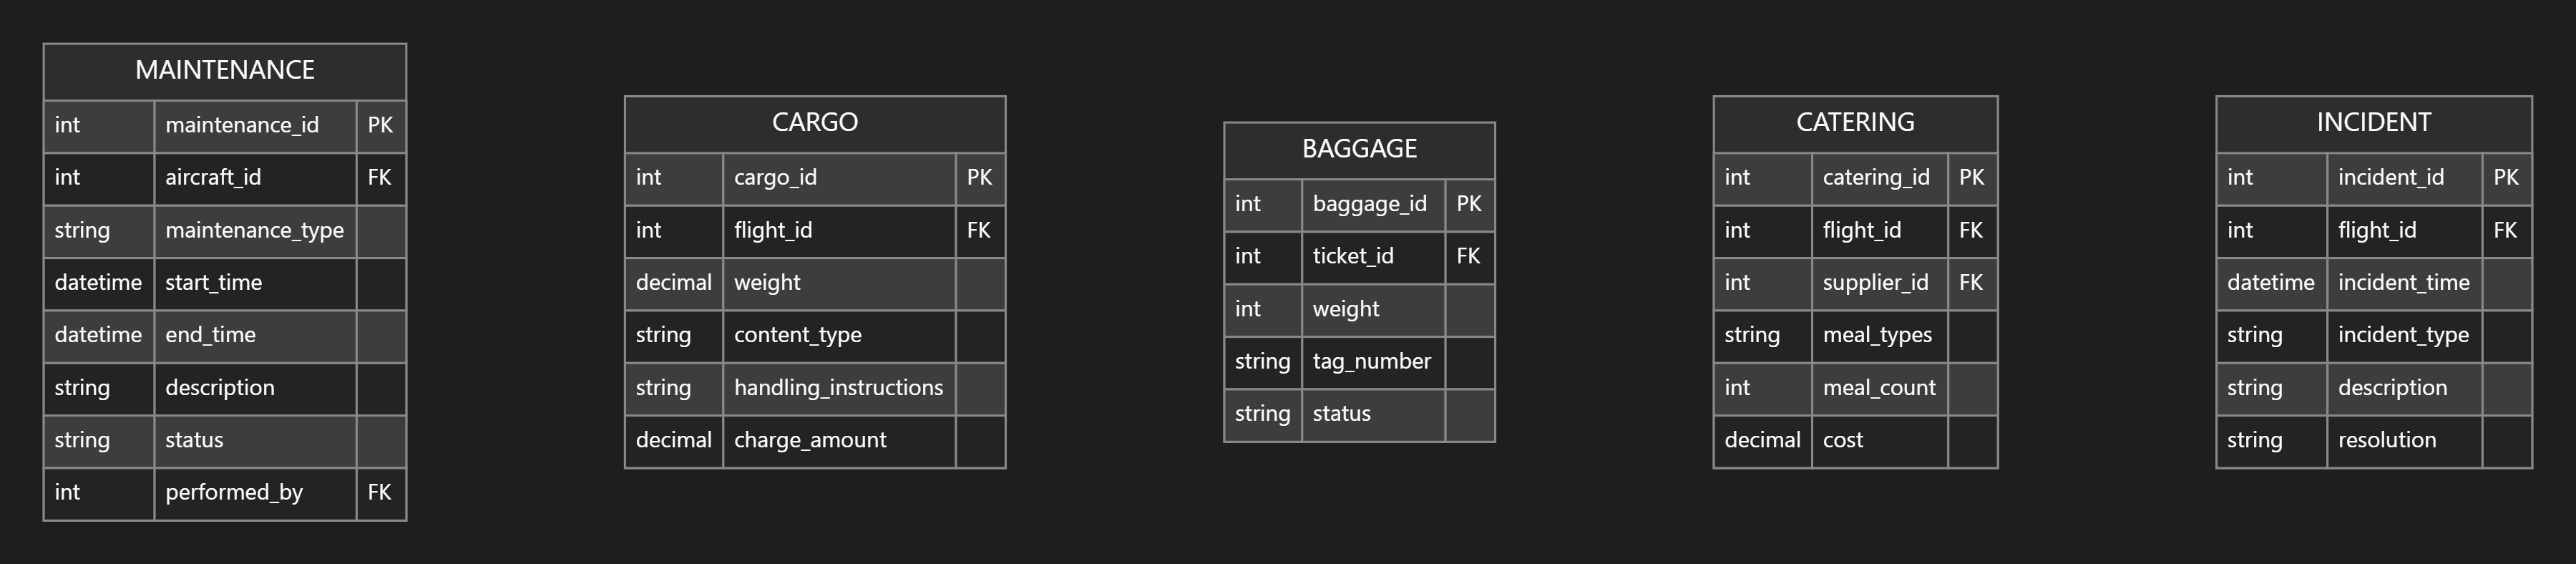 MAINTENANCE
int maintenance_id PK
int aircraft_id FK
string maintenance_type
datetime start_time
datetime end_time
string description
string status
int performed_by FK
CARGO
int cargo_id PK
int flight_id FK
decimal weight
string content_type
string handling_instructions
decimal charge_amount
BAGGAGE
int baggage_id PK
int ticket_id FK
int weight
string tag_number
string status
CATERING
int catering_id PK
int flight_id FK
int supplier_id FK
string meal_types
int meal_count
decimal cost
INCIDENT
int incident_id PK
int flight_id FK
datetime incident_time
string incident_type
string description
string resolution